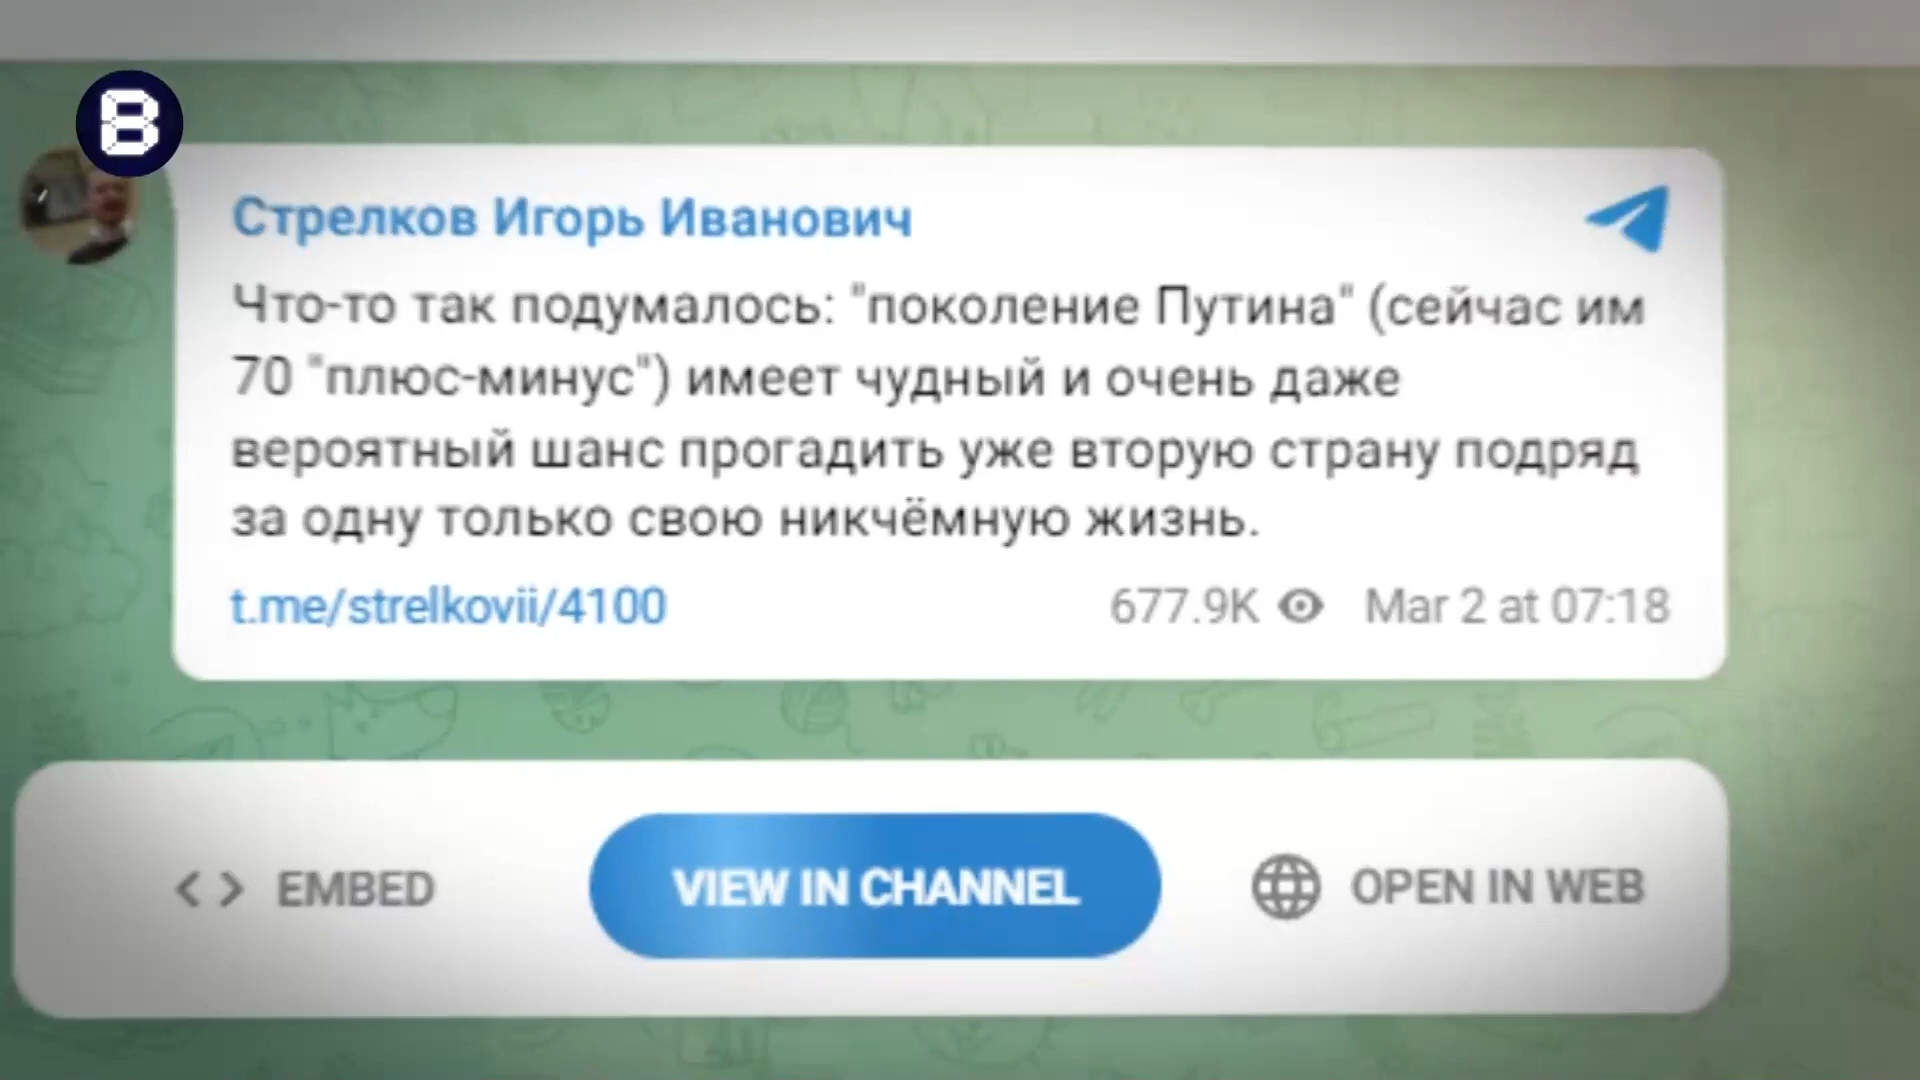 B
Стрелков Игорь Иванович
Что-то так подумалось: "поколение Путина" (сейчас им
70 "плюс-минус") имеет чудный и очень даже
вероятный шанс прогадить уже вторую страну подряд
за одну только свою никчёмную жизнь.
t.me/strelkovii/4100 677.9K Mar 2 at 07:18
EMBED VIEW IN CHANNEL OPEN IN WEB